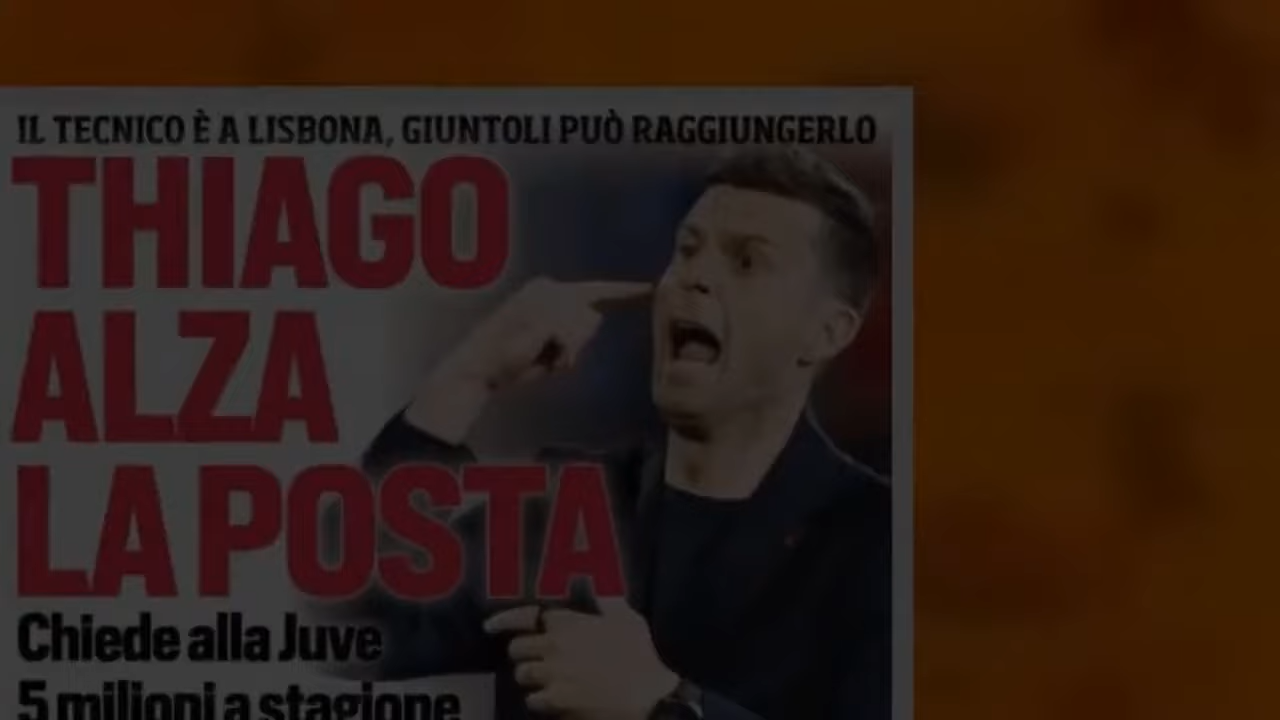 IL TECNICO È A LISBONA, GIUNTOLI PUÒ RAGGIUNGERLO
THIAGO
ALZA
LA POSTA
Chiede alla Juve
5 milioni a stagione